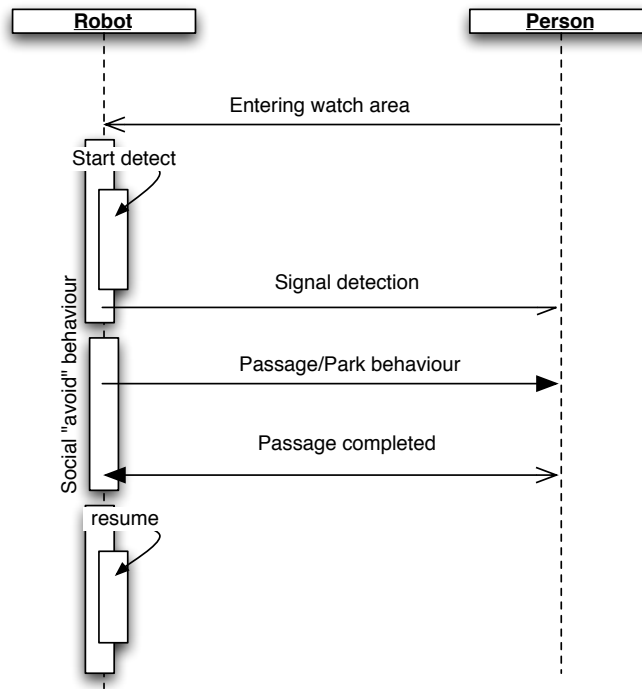 Robot
Person
Entering watch area
Start detect
Signal detection
Social "avoid" behaviour
Passage/Park behaviour
Passage completed
resume